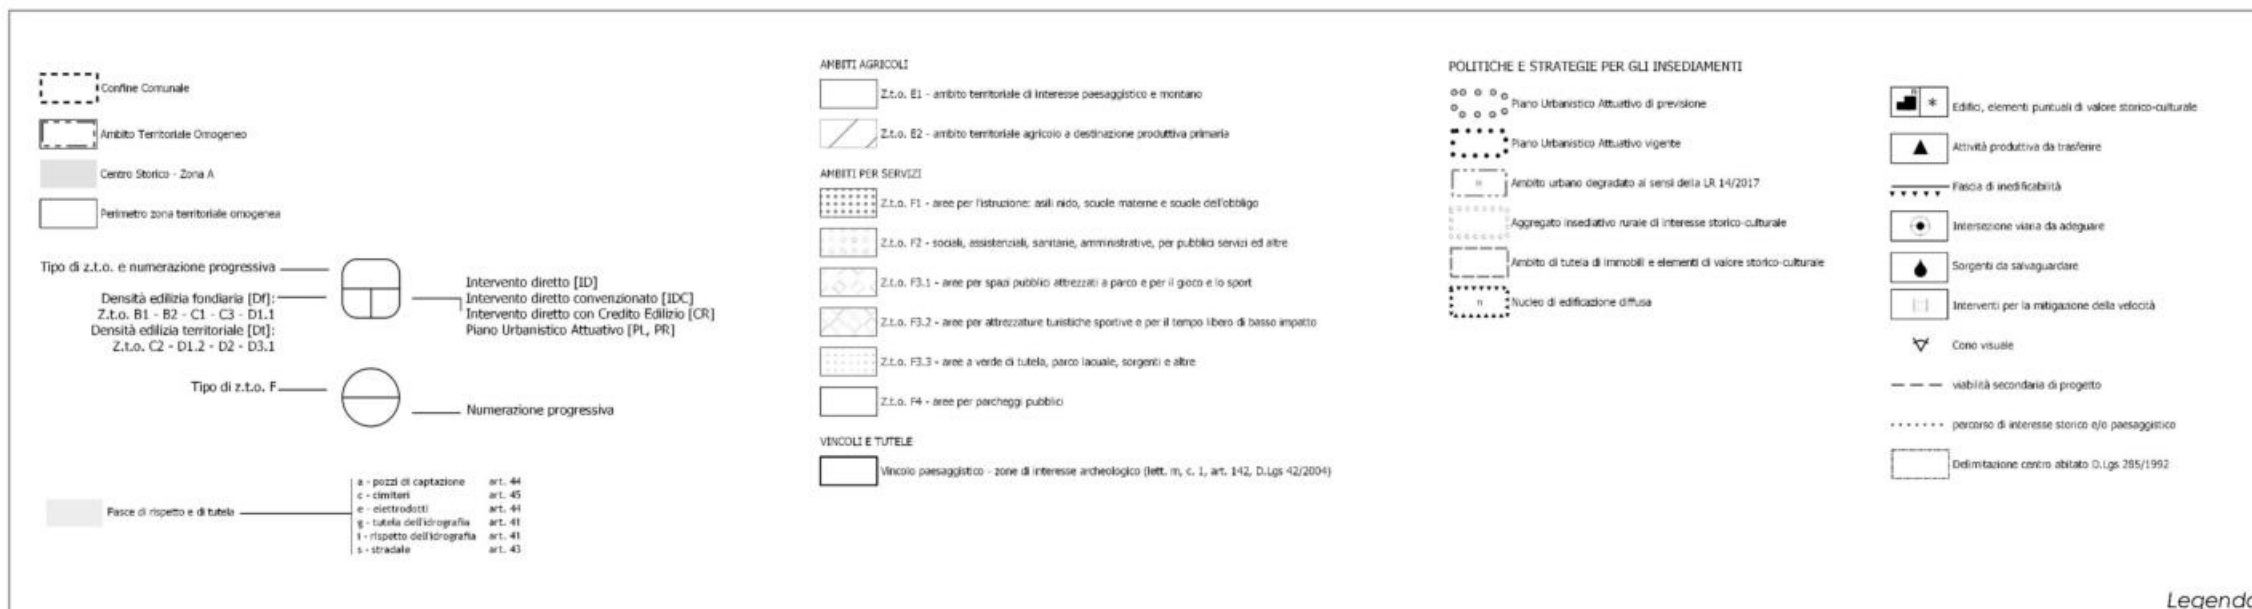 Confine Comunale
Ambito Territoriale Omogeneo
Centro Storico - Zona A
Perimetro zona territoriale omogenea
Tipo di z.t.o. e numerazione progressiva
Densità edilizia fondiaria [Df]:
Z.t.o. B1 - B2 - C1 - C3 - D1.1
Densità edilizia territoriale [Dt]:
Z.t.o. C2 - D1.2 - D2 - D3.1
Intervento diretto [ID]
Intervento diretto convenzionato [IDC]
Intervento diretto con Credito Edilizio [CR]
Piano Urbanistico Attuativo [PL, PR]
Tipo di z.t.o. F
Numerazione progressiva
Fasce di rispetto e di tutela
a - pozzi di captazione art. 44
c - cimiteri art. 45
e - elettrodotti art. 44
g - tutela dell'idrografia art. 41
i - rispetto dell'idrografia art. 41
s - stradale art. 43
AMBITI AGRICOLI
Z.t.o. E1 - ambito territoriale di interesse paesaggistico e montano
Z.t.o. E2 - ambito territoriale agricolo a destinazione produttiva primaria
AMBITI PER SERVIZI
Z.t.o. F1 - aree per l'istruzione: asili nido, scuole materne e scuole dell'obbligo
Z.t.o. F2 - sociali, assistenziali, sanitarie, amministrative, per pubblici servizi ed altre
Z.t.o. F3.1 - aree per spazi pubblici attrezzati a parco e per il gioco e lo sport
Z.t.o. F3.2 - aree per attrezzature turistiche sportive e per il tempo libero di basso impatto
Z.t.o. F3.3 - aree a verde di tutela, parco lacuale, sorgenti e altre
Z.t.o. F4 - aree per parcheggi pubblici
VINCOLI E TUTELE
Vincolo paesaggistico - zone di interesse archeologico (lett. m, c. 1, art. 142, D.Lgs 42/2004)
POLITICHE E STRATEGIE PER GLI INSEDIAMENTI
Piano Urbanistico Attuativo di previsione
Piano Urbanistico Attuativo vigente
n Ambito urbano degradato ai sensi della LR 14/2017
Aggregato insediativo rurale di interesse storico-culturale
Ambito di tutela di immobili e elementi di valore storico-culturale
n Nucleo di edificazione diffusa
n * Edifici, elementi puntuali di valore storico-culturale
Attività produttiva da trasferire
Fascia di inedificabilità
Intersezione viaria da adeguare
Sorgenti da salvaguardare
Interventi per la mitigazione della velocità
Cono visuale
viabilità secondaria di progetto
percorso di interesse storico e/o paesaggistico
Delimitazione centro abitato D.Lgs 285/1992
Legenda